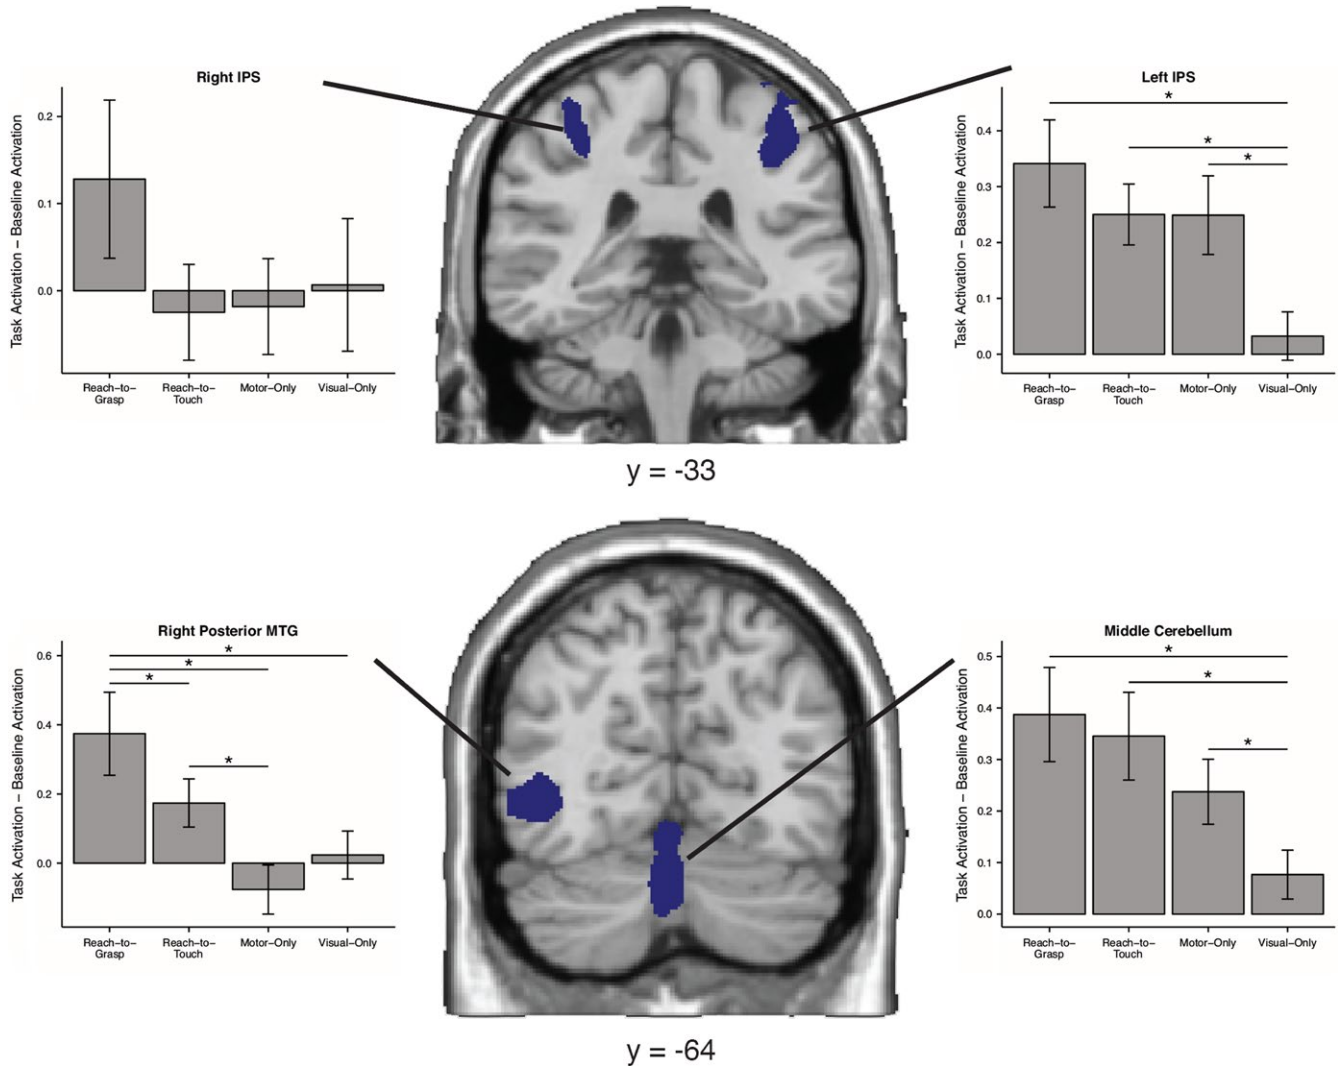 Right IPS
*
Task Activation – Baseline Activation
0.2
0.1
0.0
Reach–to–
Grasp
Reach–to–
Touch
Motor–Only
Visual–Only
Left IPS
*
*
*
Task Activation – Baseline Activation
0.4
0.3
0.2
0.1
0.0
Reach–to–
Grasp
Reach–to–
Touch
Motor–Only
Visual–Only
y = -33
Right Posterior MTG
*
*
*
*
Task Activation – Baseline Activation
0.6
0.4
0.2
0.0
Reach–to–
Grasp
Reach–to–
Touch
Motor–Only
Visual–Only
Middle Cerebellum
*
*
*
Task Activation – Baseline Activation
0.5
0.4
0.3
0.2
0.1
0.0
Reach–to–
Grasp
Reach–to–
Touch
Motor–Only
Visual–Only
y = -64